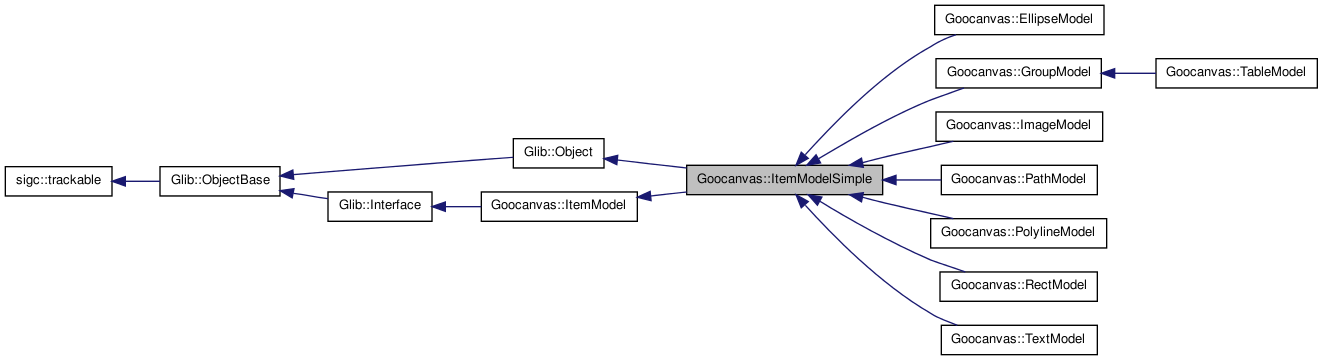 sigc::trackable
Glib::ObjectBase
Glib::Object
Glib::Interface
Goocanvas::ItemModel
Goocanvas::ItemModelSimple
Goocanvas::EllipseModel
Goocanvas::GroupModel
Goocanvas::TableModel
Goocanvas::ImageModel
Goocanvas::PathModel
Goocanvas::PolylineModel
Goocanvas::RectModel
Goocanvas::TextModel